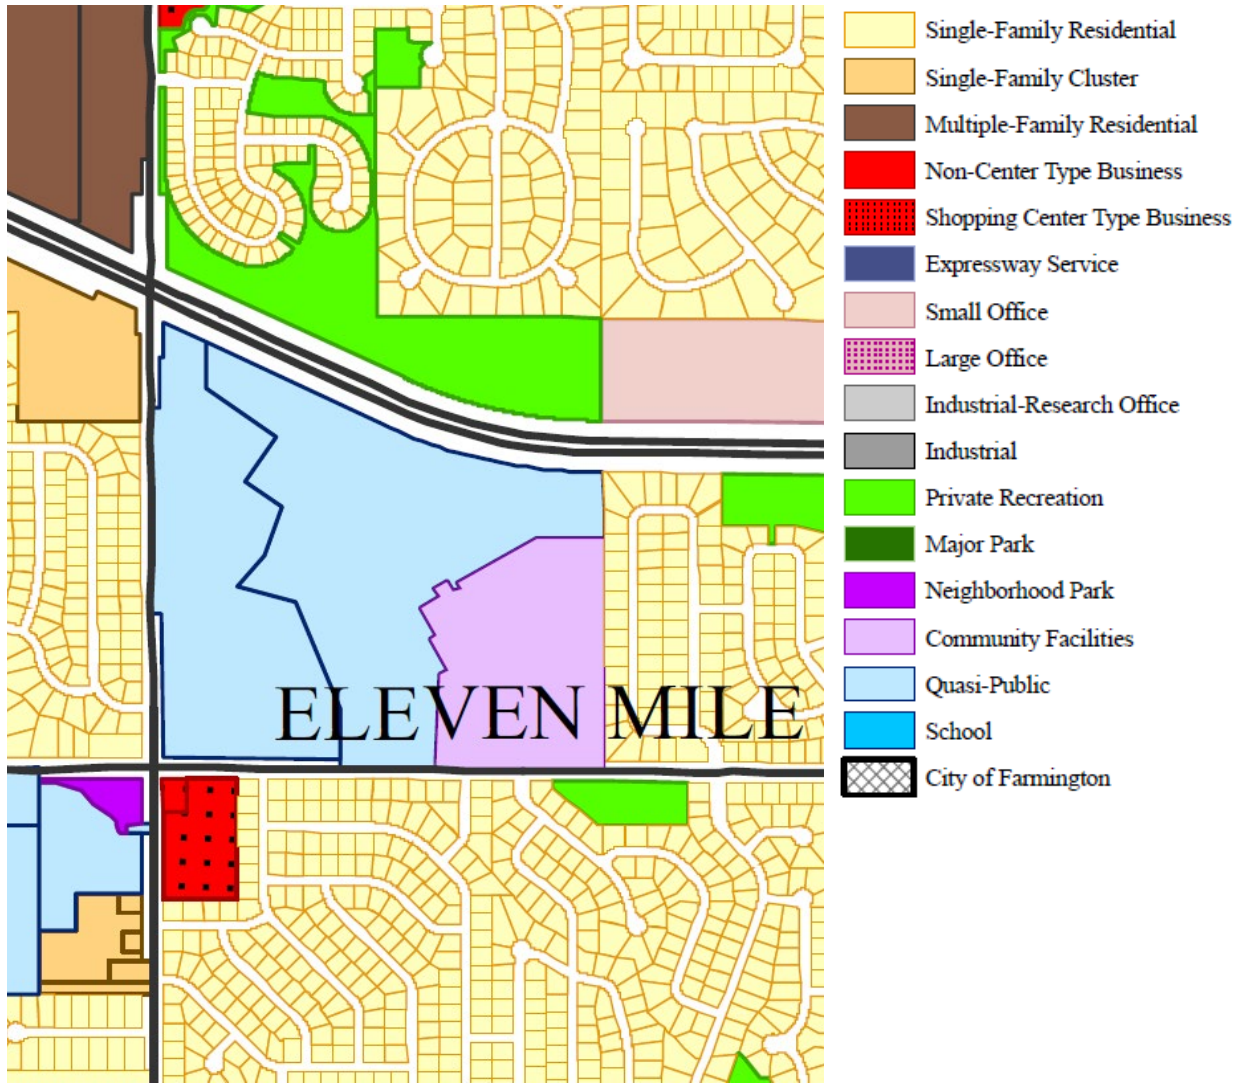 Single-Family Residential
Single-Family Cluster
Multiple-Family Residential
Non-Center Type Business
Shopping Center Type Business
Expressway Service
Small Office
Large Office
Industrial-Research Office
Industrial
Private Recreation
Major Park
Neighborhood Park
Community Facilities
Quasi-Public
School
City of Farmington
ELEVEN MILE